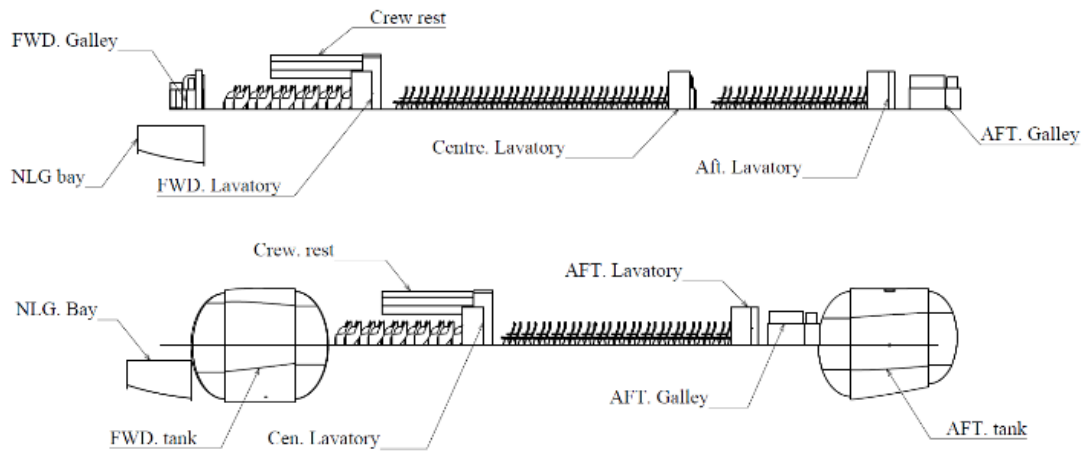 Crew rest
FWD. Galley
Centre. Lavatory
AFT. Galley
NLG bay
FWD. Lavatory
Aft. Lavatory
Crew. rest
AFT. Lavatory
NLG. Bay
AFT. Galley
FWD. tank
Cen. Lavatory
AFT. tank